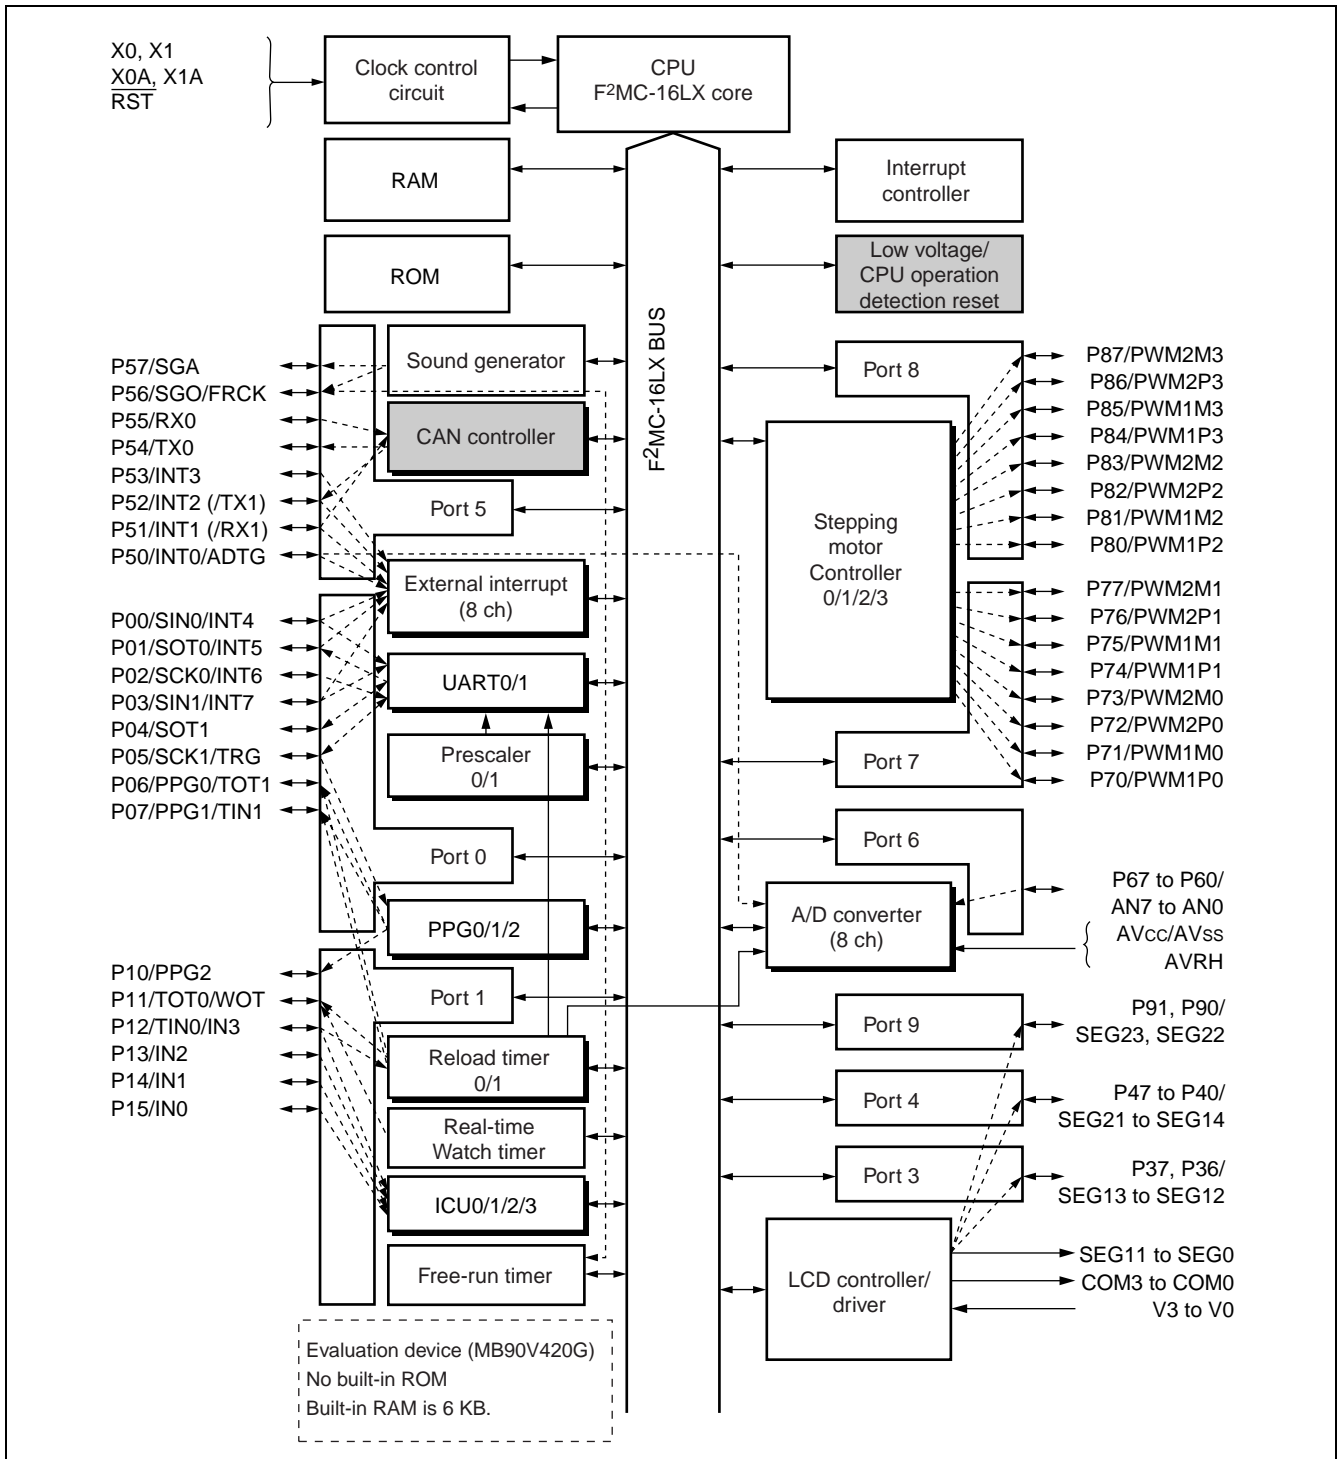 X0, X1
X0A, X1A
RST
Clock control
circuit
CPU
F2MC-16LX core
RAM
Interrupt
controller
ROM
Low voltage/
CPU operation
detection reset
F2MC-16LX BUS
P57/SGA
P56/SGO/FRCK
P55/RX0
P54/TX0
P53/INT3
P52/INT2 (/TX1)
P51/INT1 (/RX1)
P50/INT0/ADTG
Sound generator
CAN controller
Port 5
External interrupt
(8 ch)
P00/SIN0/INT4
P01/SOT0/INT5
P02/SCK0/INT6
P03/SIN1/INT7
P04/SOT1
P05/SCK1/TRG
P06/PPG0/TOT1
P07/PPG1/TIN1
UART0/1
Prescaler
0/1
Port 0
PPG0/1/2
P10/PPG2
P11/TOT0/WOT
P12/TIN0/IN3
P13/IN2
P14/IN1
P15/IN0
Port 1
Reload timer
0/1
Real-time
Watch timer
ICU0/1/2/3
Free-run timer
Evaluation device (MB90V420G)
No built-in ROM
Built-in RAM is 6 KB.
Port 8
P87/PWM2M3
P86/PWM2P3
P85/PWM1M3
P84/PWM1P3
P83/PWM2M2
P82/PWM2P2
P81/PWM1M2
P80/PWM1P2
Stepping
motor
Controller
0/1/2/3
P77/PWM2M1
P76/PWM2P1
P75/PWM1M1
P74/PWM1P1
P73/PWM2M0
P72/PWM2P0
P71/PWM1M0
P70/PWM1P0
Port 7
Port 6
A/D converter
(8 ch)
P67 to P60/
AN7 to AN0
AVCC/AVSS
AVRH
Port 9
P91, P90/
SEG23, SEG22
Port 4
P47 to P40/
SEG21 to SEG14
Port 3
P37, P36/
SEG13 to SEG12
LCD controller/
driver
SEG11 to SEG0
COM3 to COM0
V3 to V0